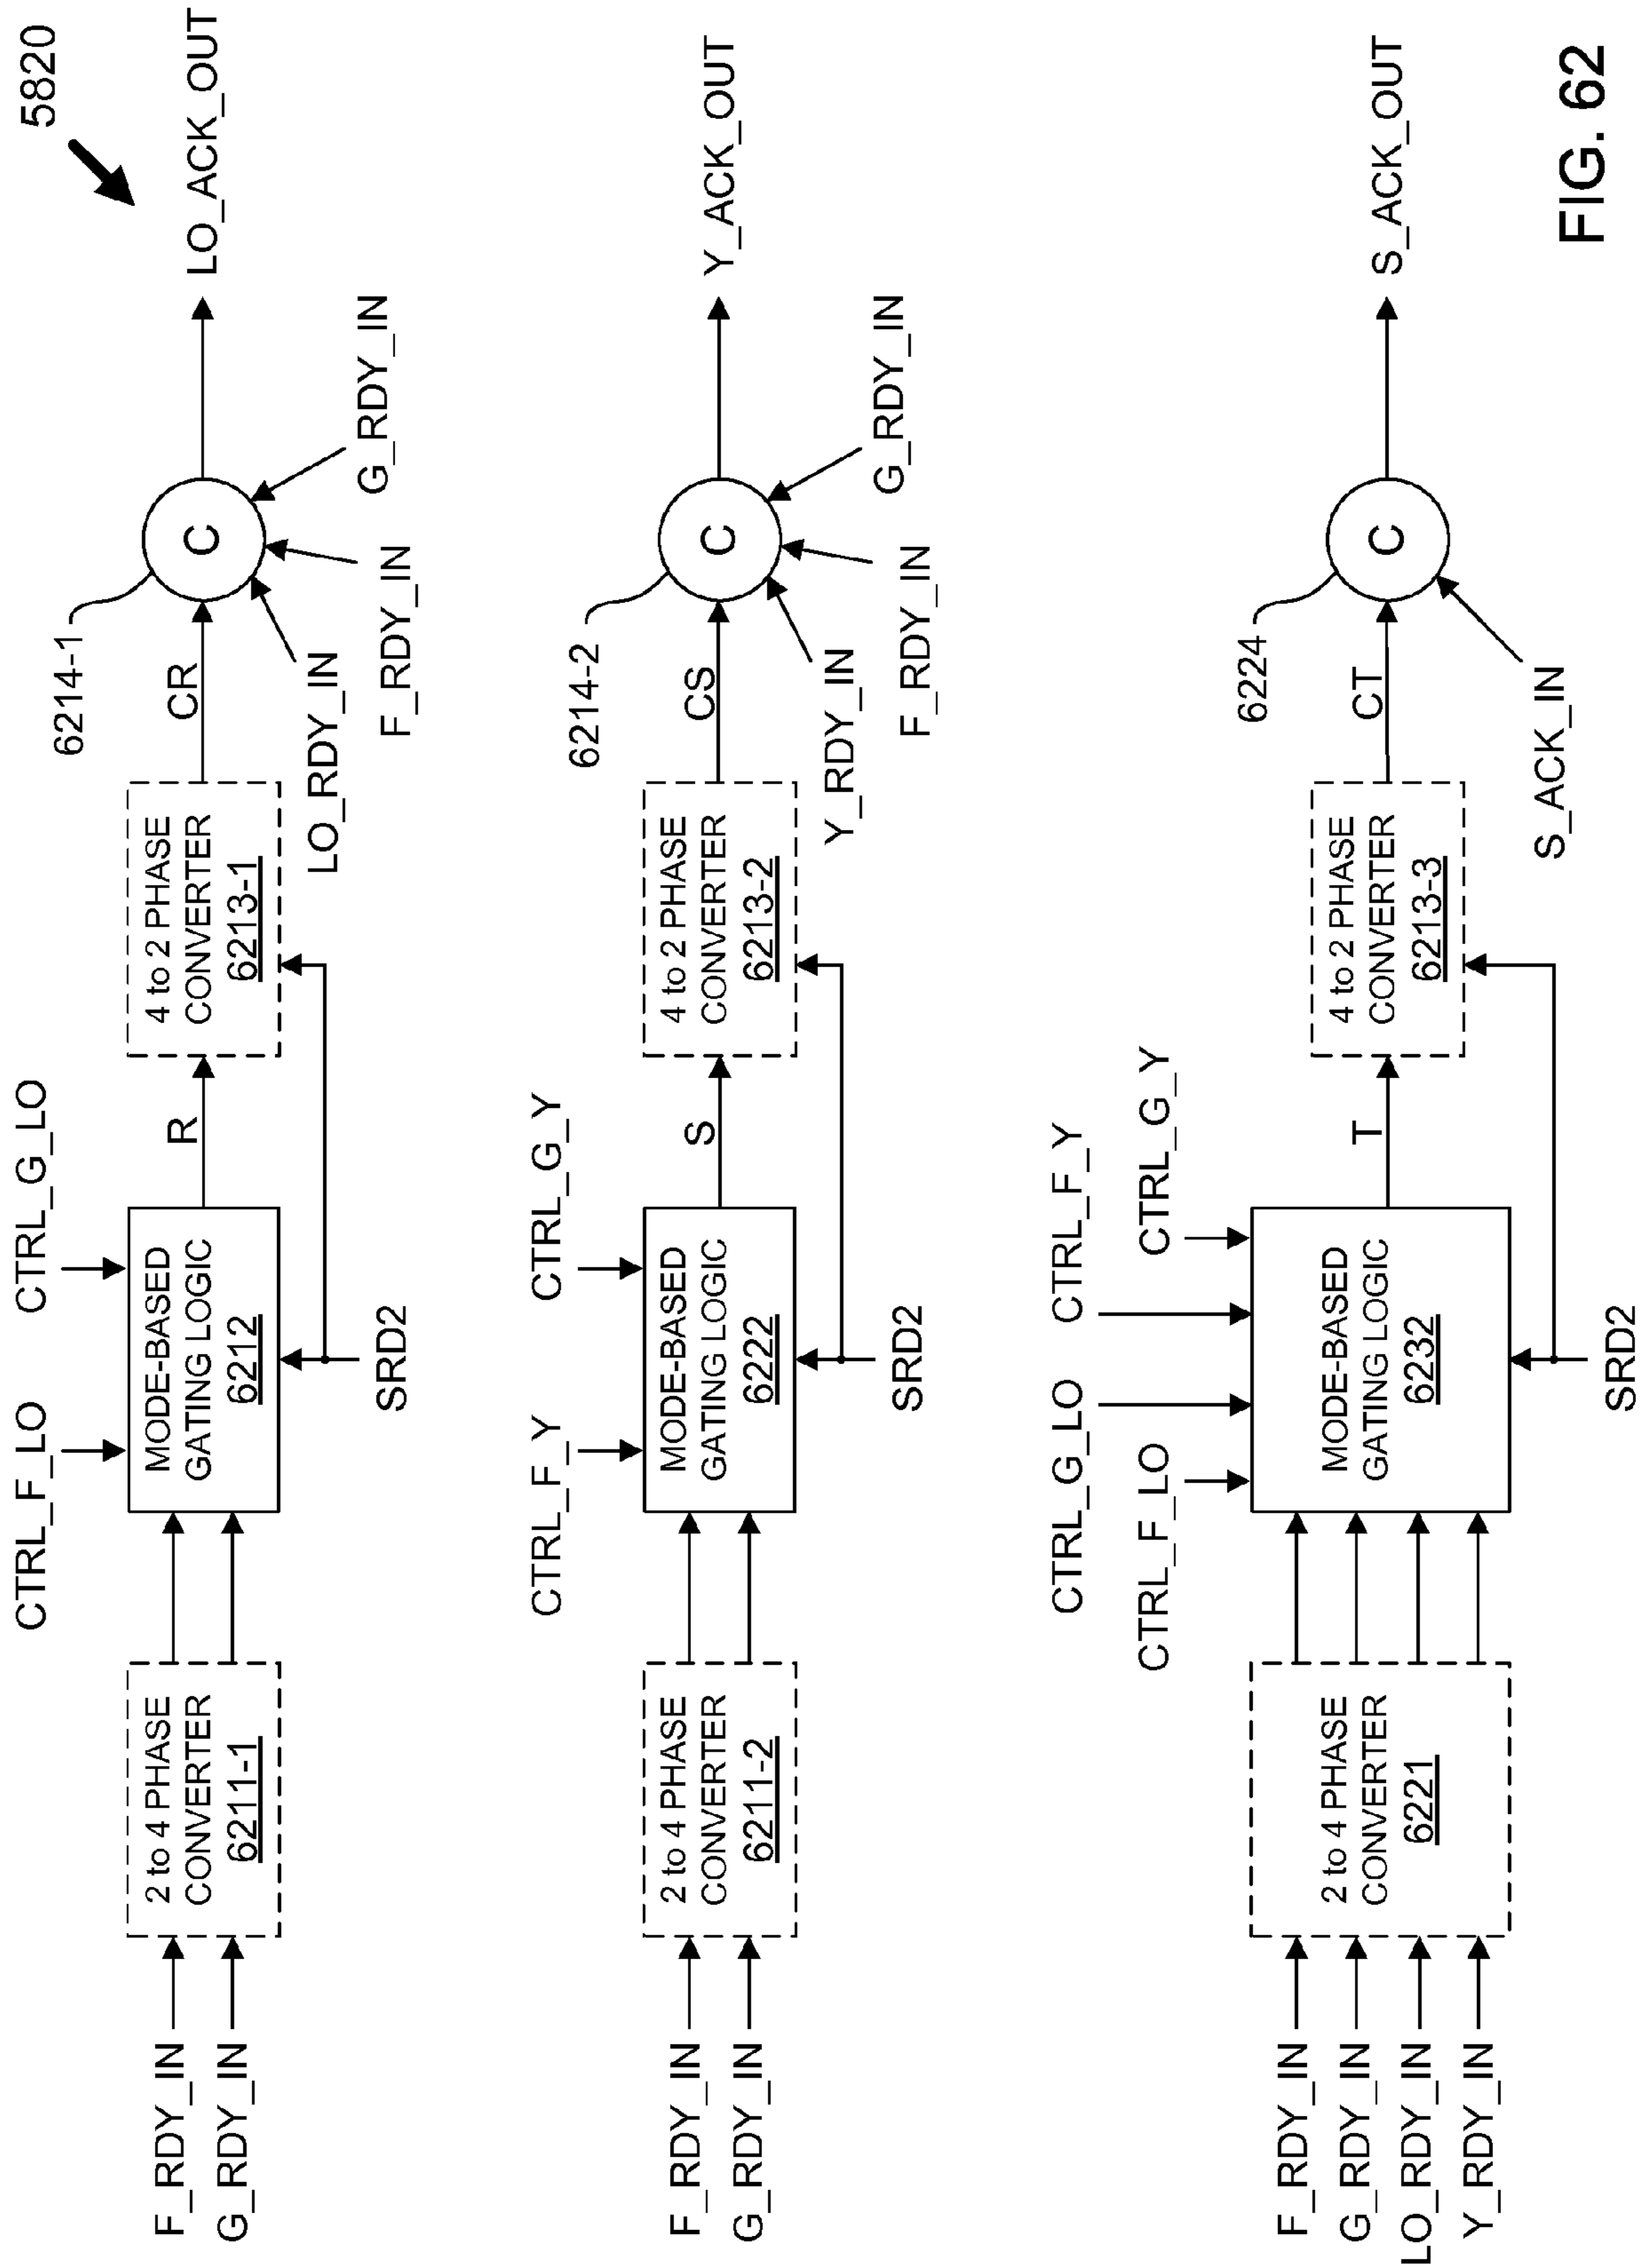 5820
CTRL_F_LO
CTRL_G_LO
F_RDY_IN
G_RDY_IN
2 to 4 PHASE
CONVERTER
6211-1
MODE-BASED
GATING LOGIC
6212
SRD2
R
4 to 2 PHASE
CONVERTER
6213-1
CR
6214-1
C
LO_RDY_IN
F_RDY_IN
G_RDY_IN
LO_ACK_OUT
CTRL_F_Y
CTRL_G_Y
F_RDY_IN
G_RDY_IN
2 to 4 PHASE
CONVERTER
6211-2
MODE-BASED
GATING LOGIC
6222
SRD2
S
4 to 2 PHASE
CONVERTER
6213-2
CS
6214-2
C
Y_RDY_IN
F_RDY_IN
G_RDY_IN
Y_ACK_OUT
CTRL_G_LO
CTRL_F_Y
CTRL_F_LO
CTRL_G_Y
F_RDY_IN
G_RDY_IN
LO_RDY_IN
Y_RDY_IN
2 to 4 PHASE
CONVERTER
6221
MODE-BASED
GATING LOGIC
6232
SRD2
T
4 to 2 PHASE
CONVERTER
6213-3
CT
6224
C
S_ACK_IN
S_ACK_OUT
FIG. 62